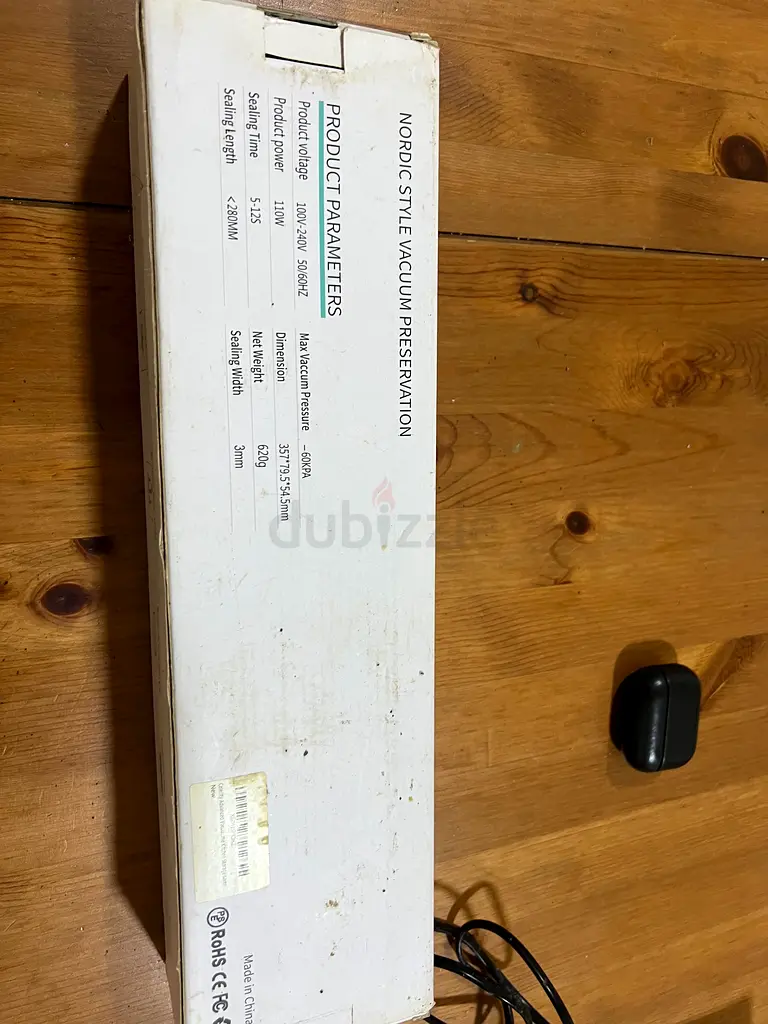 NORDIC STYLE VACUUM PRESERVATION
PRODUCT PARAMETERS
Product voltage 100V-240V 50/60HZ
Max Vaccum Pressure −60KPA
Product power 110W
Dimension 357*79.5*54.5mm
Sealing Time 5-12S
Net Weight 620g
Sealing Length <280MM
Sealing Width 3mm
dubizzle
New
Made in China
PBE RoHS CE FC